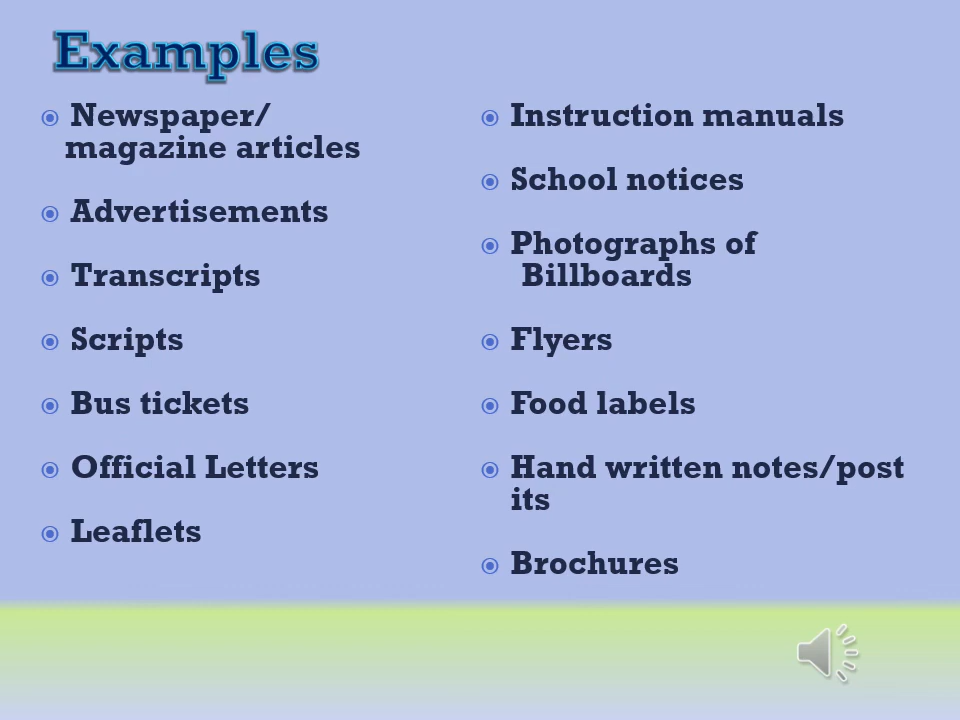 Examples
Newspaper/
magazine articles
Advertisements
Transcripts
Scripts
Bus tickets
Official Letters
Leaflets
Instruction manuals
School notices
Photographs of
Billboards
Flyers
Food labels
Hand written notes/post
its
Brochures